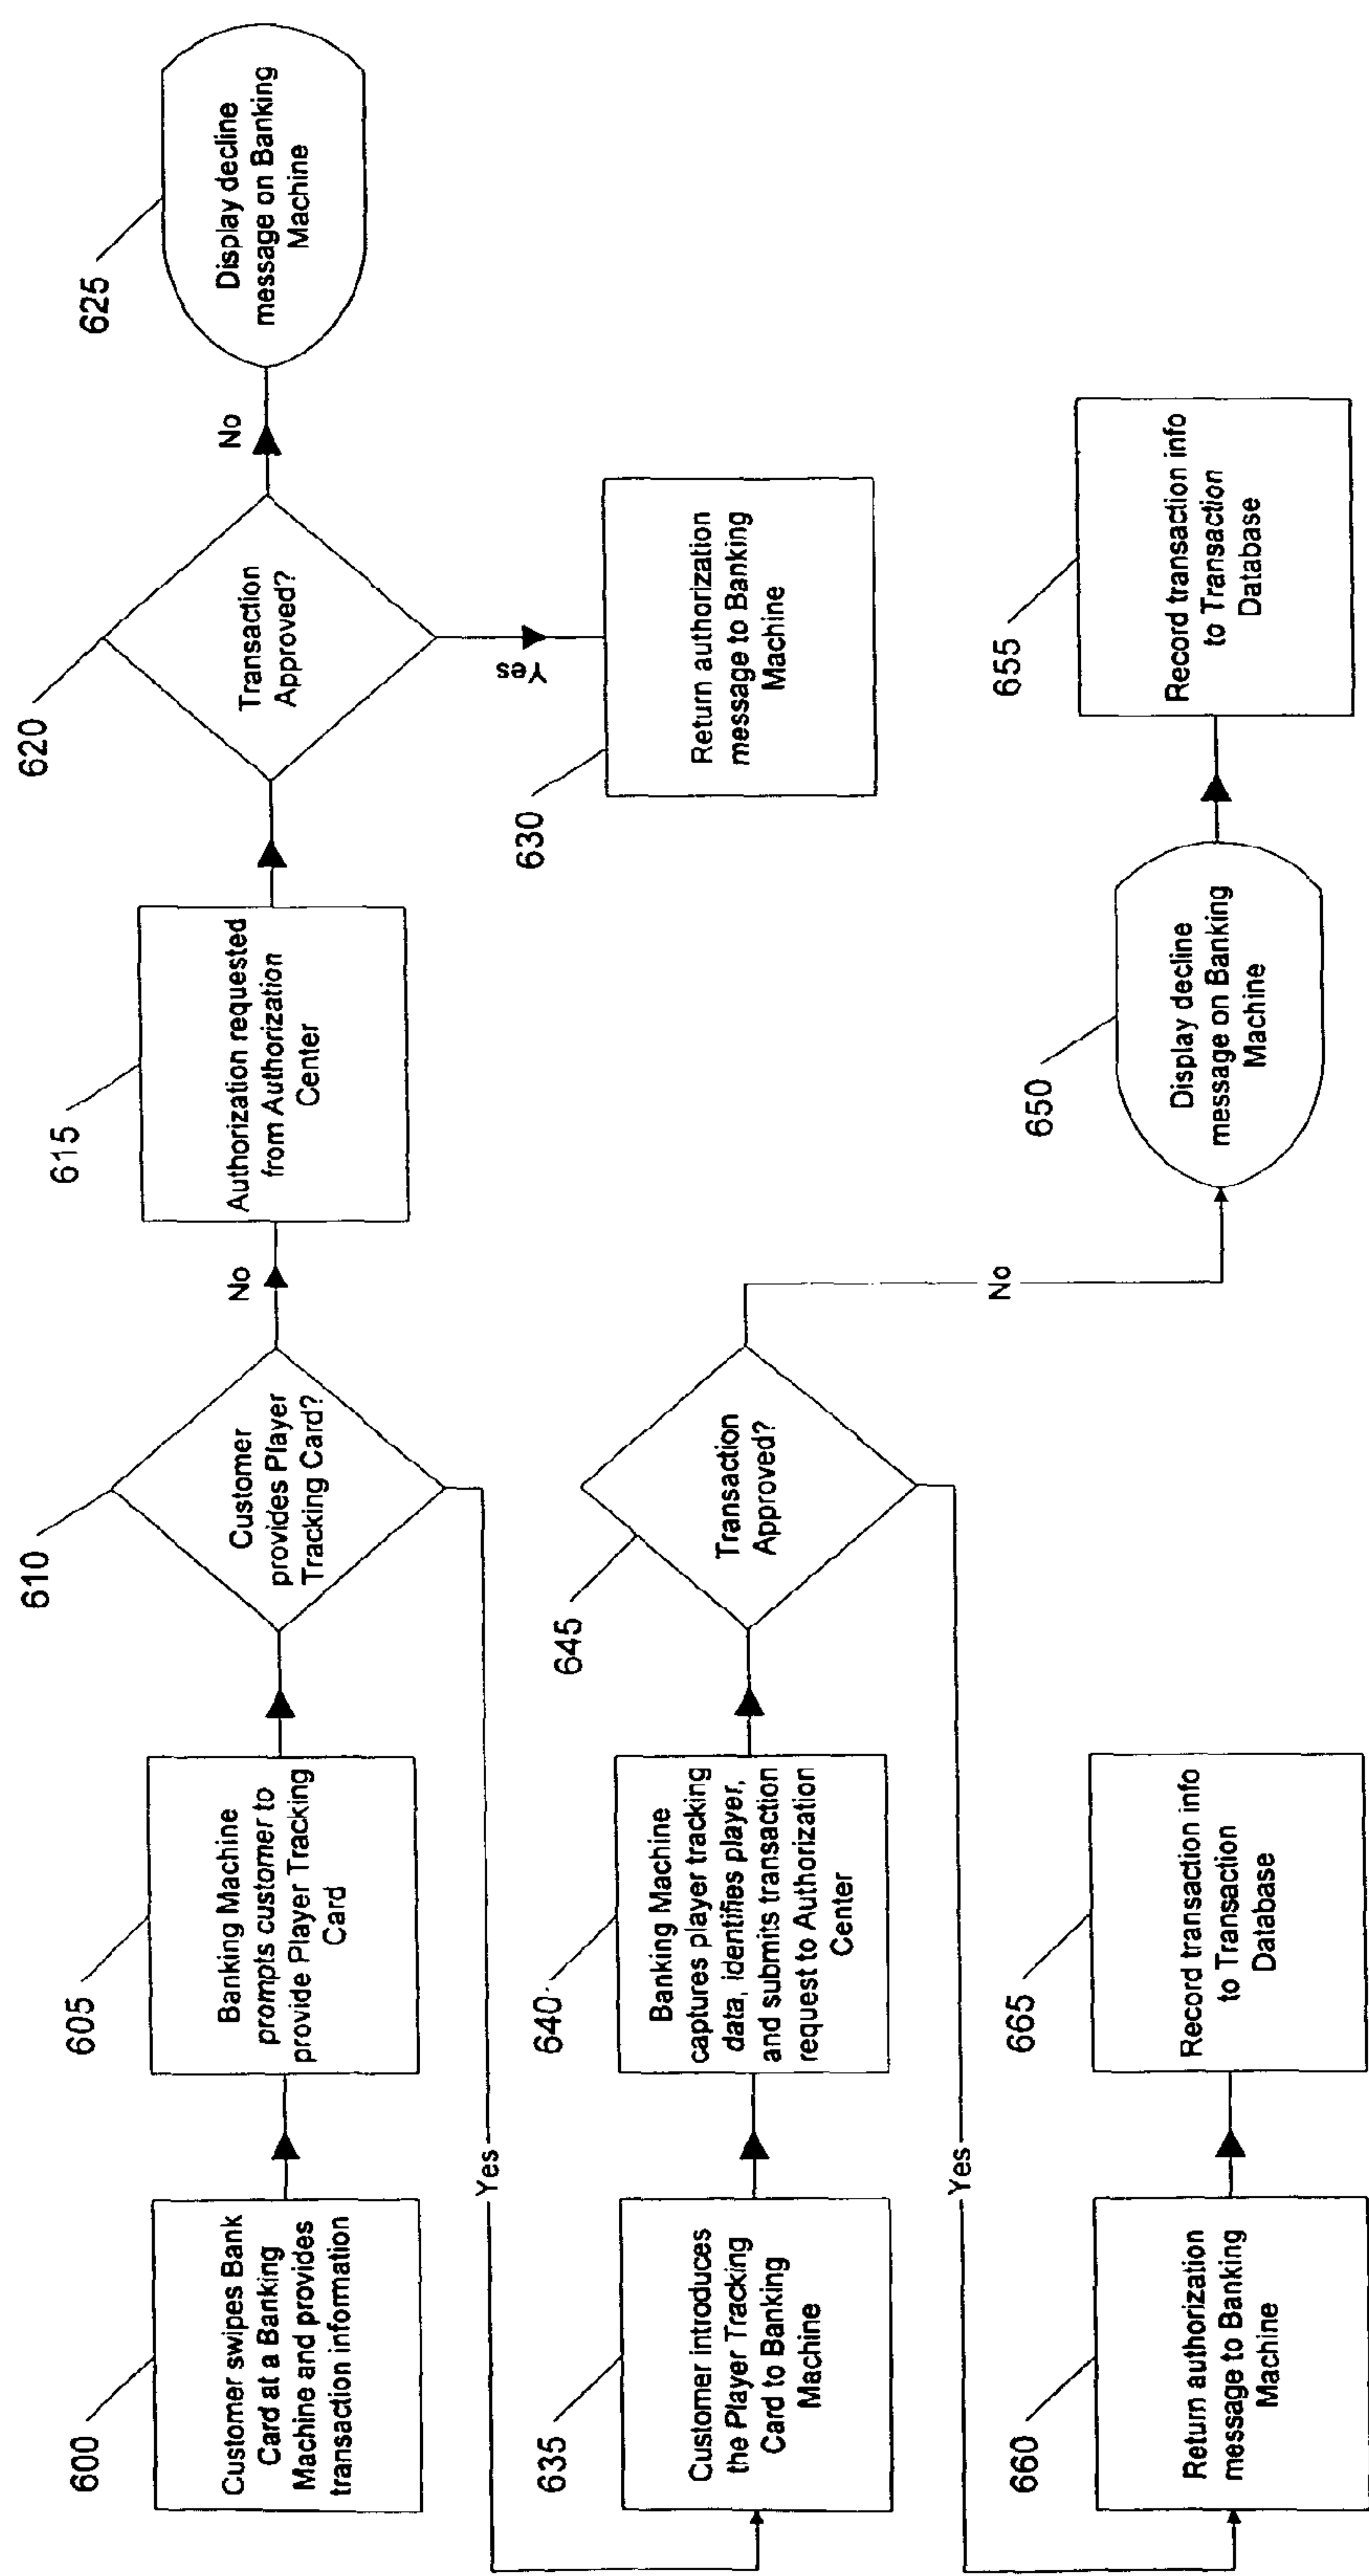 600
Customer swipes Bank
Card at a Banking
Machine and provides
transaction information
605
Banking Machine
prompts customer to
provide Player Tracking
Card
610
Customer
provides Player
Tracking Card?
No
615
Authorization requested
from Authorization
Center
620
Transaction
Approved?
No
625
Display decline
message on Banking
Machine
Yes
630
Return authorization
message to Banking
Machine
Yes
635
Customer introduces
the Player Tracking
Card to Banking
Machine
640
Banking Machine
captures player tracking
data, identifies player,
and submits transaction
request to Authorization
Center
645
Transaction
Approved?
No
650
Display decline
message on Banking
Machine
655
Record transaction info
to Transaction
Database
Yes
660
Return authorization
message to Banking
Machine
665
Record transaction info
to Transaction
Database